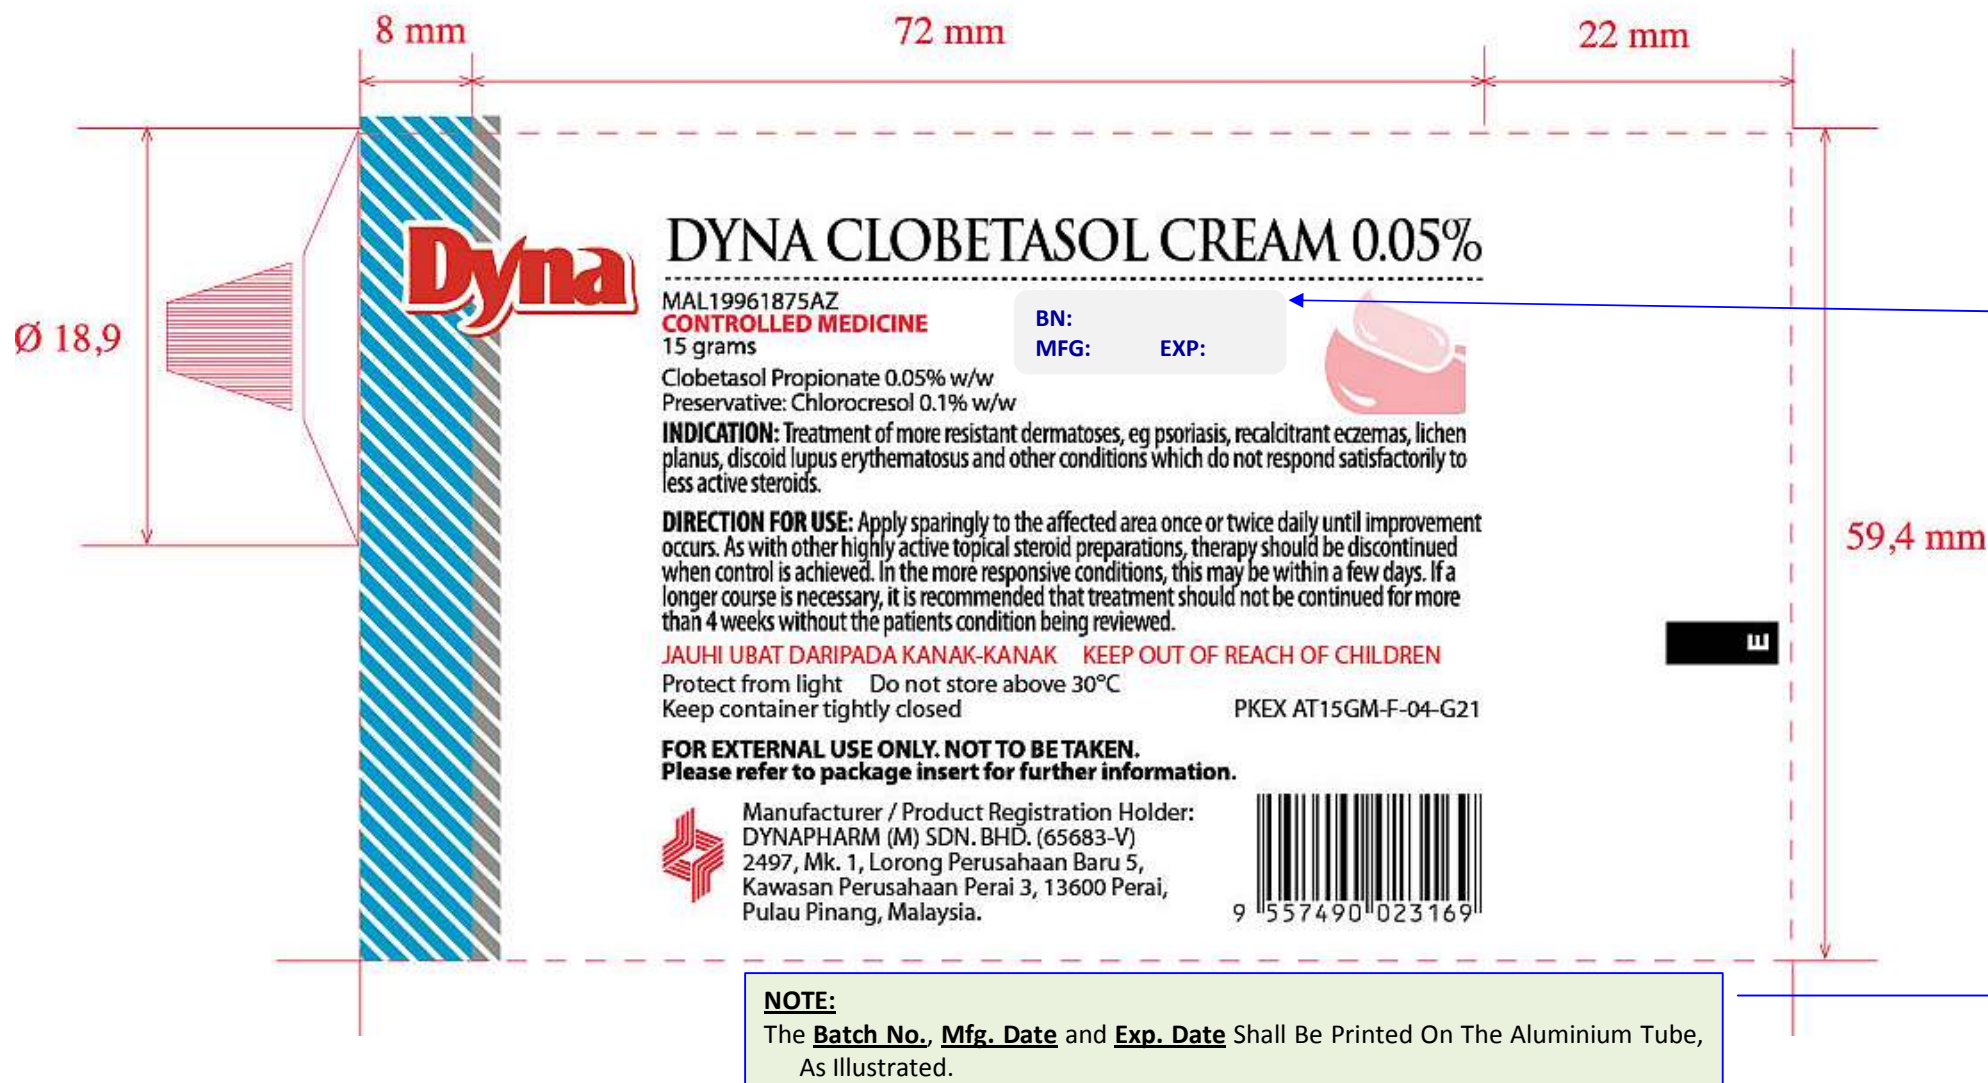 8 mm
72 mm
22 mm
Ø 18,9
59,4 mm
Dyna
DYNA CLOBETASOL CREAM 0.05%
MAL19961875AZ
CONTROLLED MEDICINE
15 grams
BN:
MFG: EXP:
Clobetasol Propionate 0.05% w/w
Preservative: Chlorocresol 0.1% w/w
INDICATION: Treatment of more resistant dermatoses, eg psoriasis, recalcitrant eczemas, lichen
planus, discoid lupus erythematosus and other conditions which do not respond satisfactorily to
less active steroids.
DIRECTION FOR USE: Apply sparingly to the affected area once or twice daily until improvement
occurs. As with other highly active topical steroid preparations, therapy should be discontinued
when control is achieved. In the more responsive conditions, this may be within a few days. If a
longer course is necessary, it is recommended that treatment should not be continued for more
than 4 weeks without the patients condition being reviewed.
JAUHI UBAT DARIPADA KANAK-KANAK KEEP OUT OF REACH OF CHILDREN
Protect from light Do not store above 30°C
Keep container tightly closed PKEX AT15GM-F-04-G21
FOR EXTERNAL USE ONLY. NOT TO BE TAKEN.
Please refer to package insert for further information.
Manufacturer / Product Registration Holder:
DYNAPHARM (M) SDN. BHD. (65683-V)
2497, Mk. 1, Lorong Perusahaan Baru 5,
Kawasan Perusahaan Perai 3, 13600 Perai,
Pulau Pinang, Malaysia.
9 557490 023169
E
NOTE:
The Batch No., Mfg. Date and Exp. Date Shall Be Printed On The Aluminium Tube,
As Illustrated.